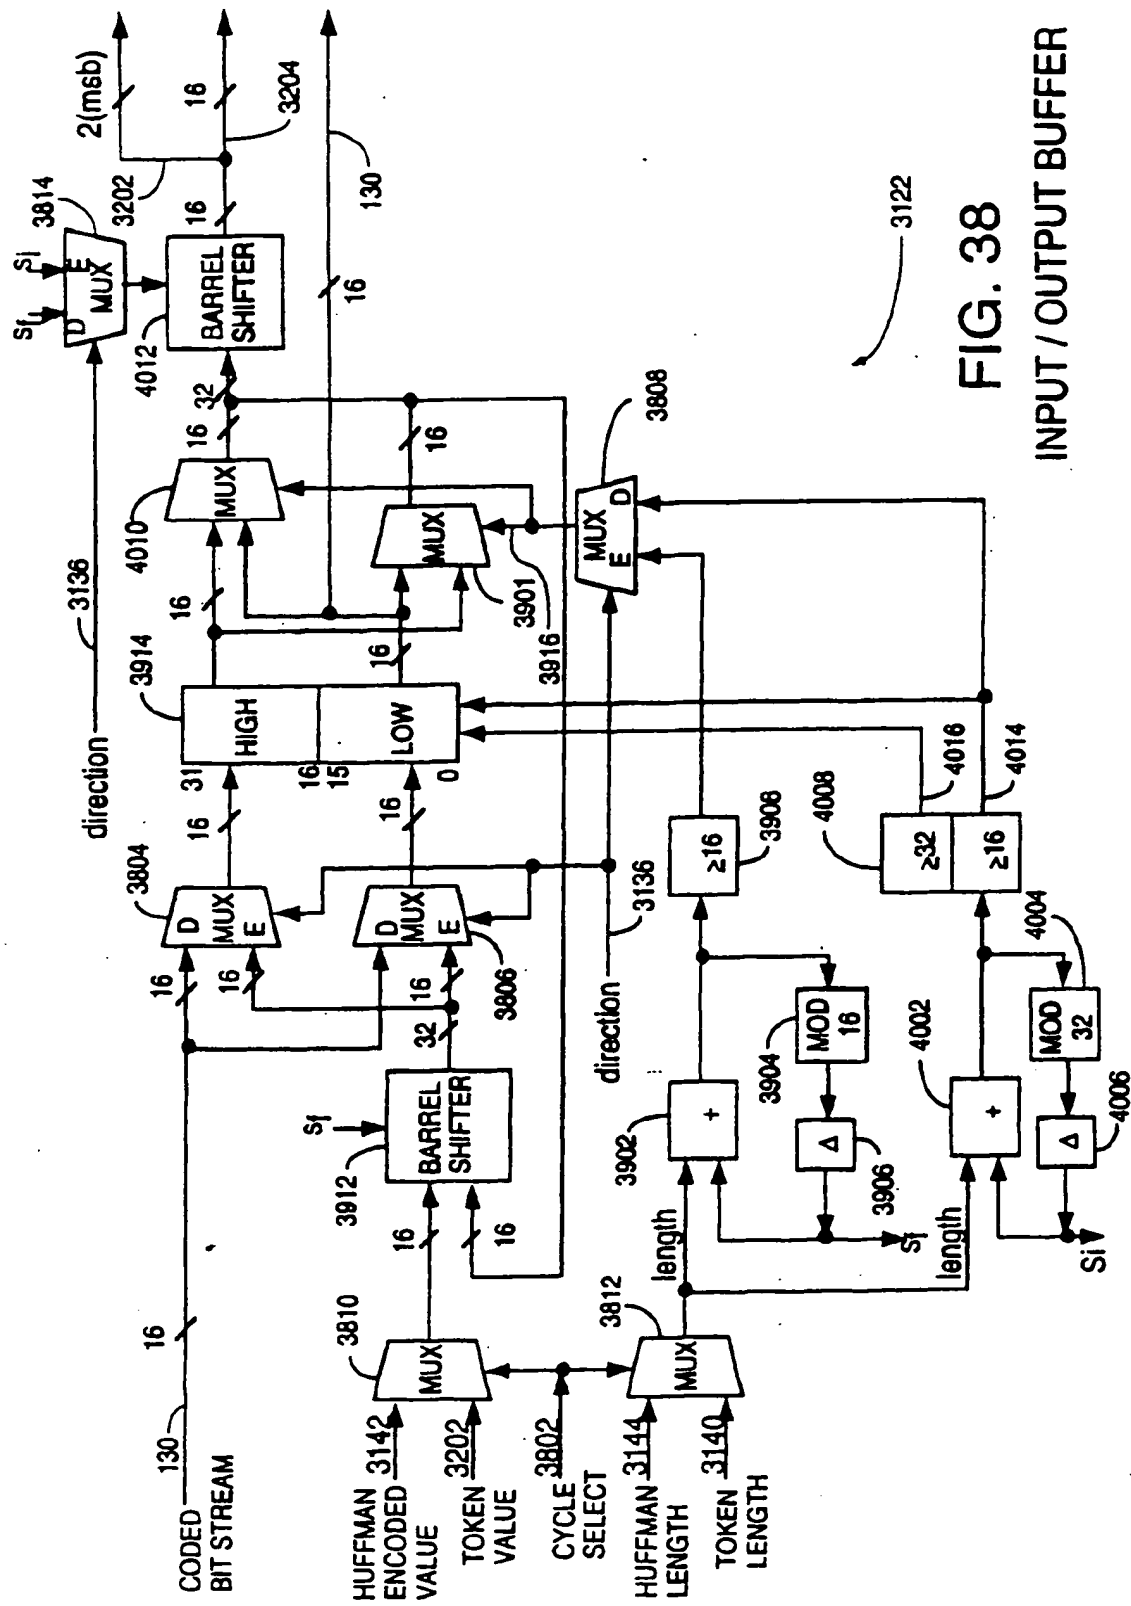 CODED
BIT STREAM
130
16
HUFFMAN
ENCODED
VALUE
3142
TOKEN
VALUE
3202
CYCLE
SELECT
3802
HUFFMAN
LENGTH
3144
TOKEN
LENGTH
3140
3810
MUX
3812
MUX
16
16
3912
Sf
BARREL
SHIFTER
32
16
16
16
3804
D
MUX
E
3806
D
MUX
E
16
16
length
3902
+
3904
MOD
16
Δ
3906
Sf
≥16
3908
length
4002
+
4004
MOD
32
Δ
4006
Si
4008
≥32
≥16
4016
4014
direction
3136
direction
3136
3914
31
HIGH
16
15
LOW
0
16
16
4010
MUX
3901
MUX
3916
16
32
16
3808
MUX
E
D
4012
BARREL
SHIFTER
Sf
Si
D
E
MUX
3814
16
3202
2(msb)
16
3204
16
130
3122
FIG. 38
INPUT / OUTPUT BUFFER